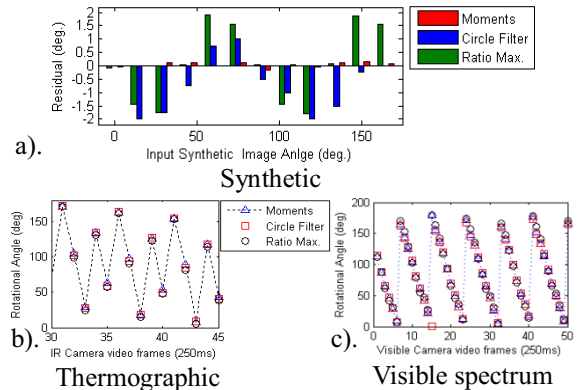 Residual (deg.)
2
1.5
1
0.5
0
-0.5
-1
-1.5
-2
0 50 100 150
Input Synthetic Image Anlge (deg.)
Moments
Circle Filter
Ratio Max.
a).
Synthetic
Rotational Angle (deg)
150
100
50
0
30 35 40 45
IR Camera video frames (250ms)
Moments
Circle Filter
Ratio Max.
b).
Thermographic
Rotational Angle (deg)
200
150
100
50
0
0 10 20 30 40 50
Visible Camera video frames (250ms)
c).
Visible spectrum